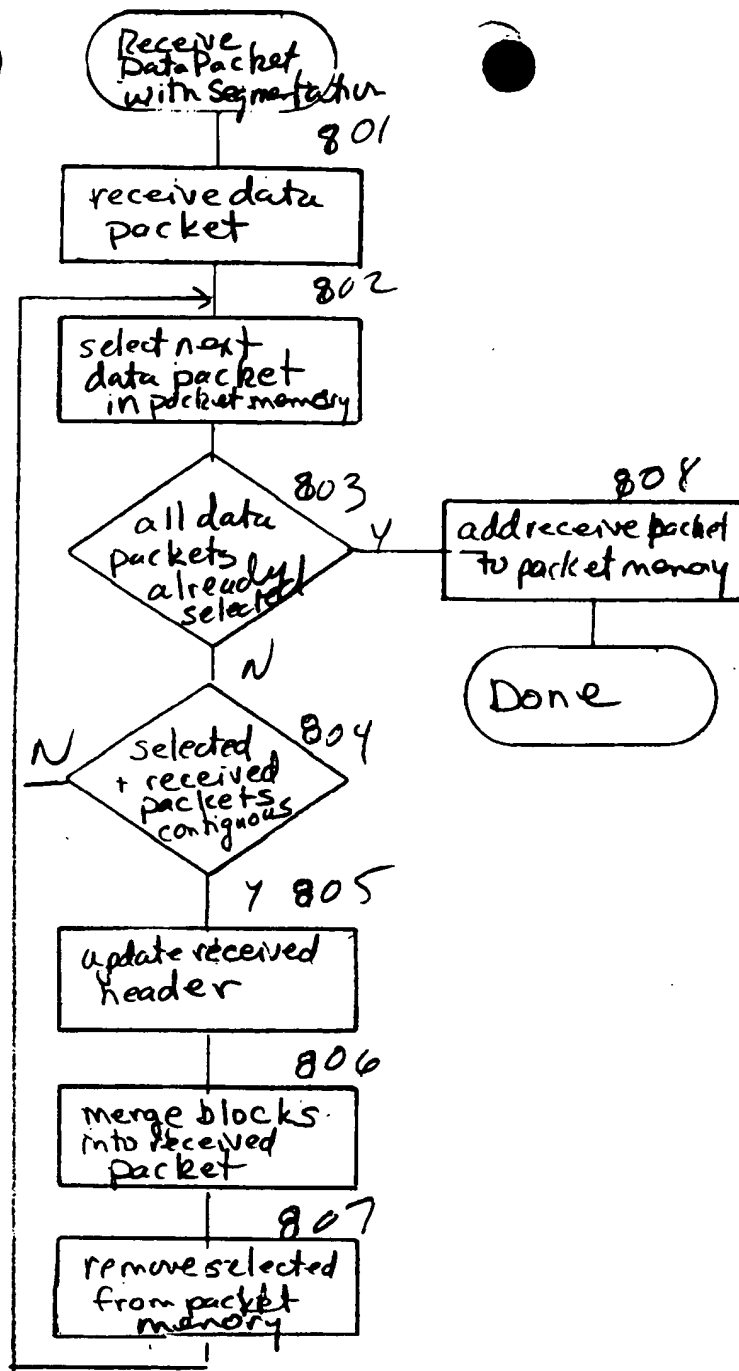 Receive
Data Packet
with Segmentation
801
receive data
packet
802
select next
data packet
in packet memory
803
all data
packets
already
selected
Y
808
add receive packet
to packet memory
N
Done
804
N
selected
+ received
packets
contiguous
Y 805
update received
header
806
merge blocks
into received
packet
807
remove selected
from packet
memory